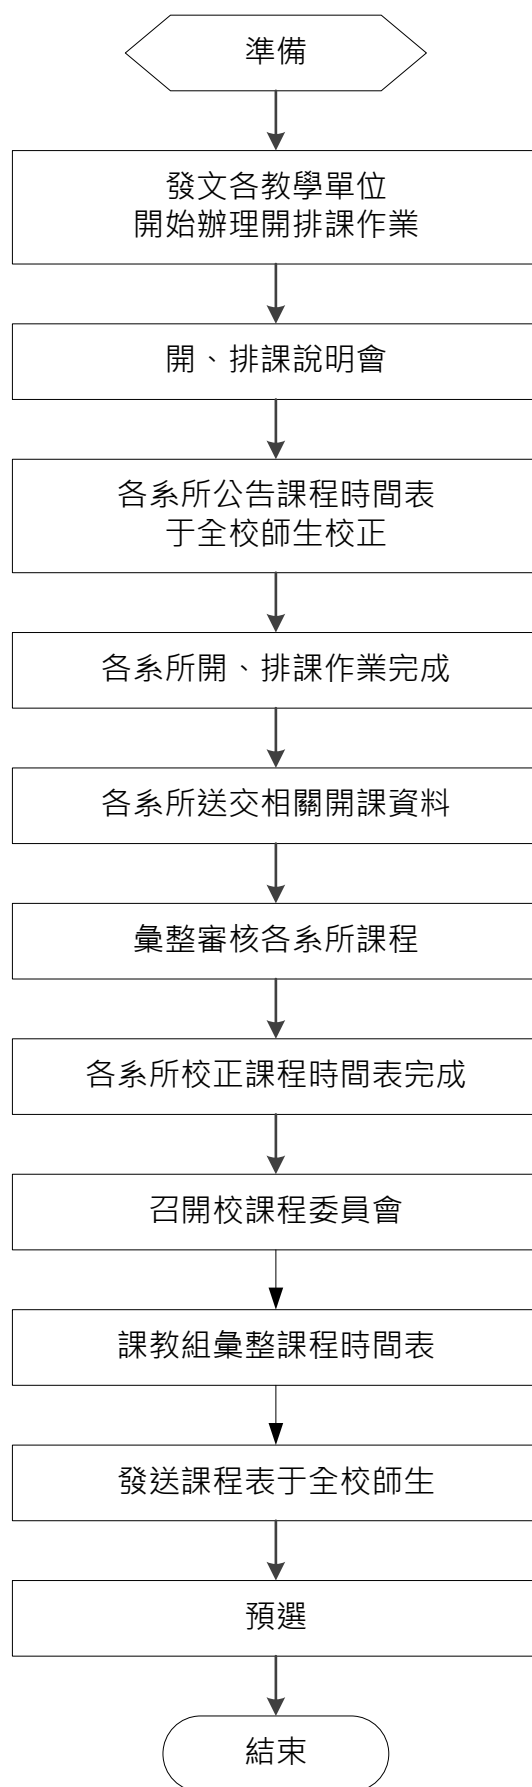 準備
發文各教學單位
開始辦理開排課作業
開、排課說明會
各系所公告課程時間表
于全校師生校正
各系所開、排課作業完成
各系所送交相關開課資料
彙整審核各系所課程
各系所校正課程時間表完成
召開校課程委員會
課教組彙整課程時間表
發送課程表于全校師生
預選
結束